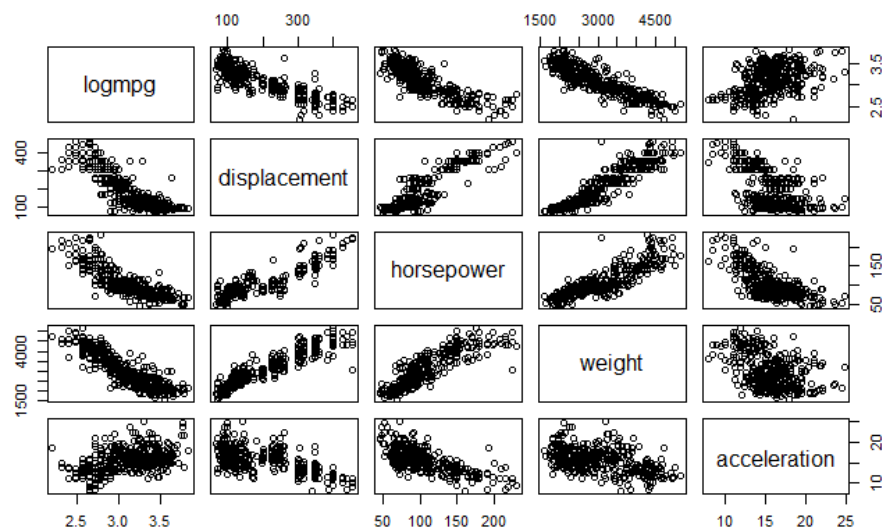 100 300 1500 3000 4500
logmpg 2.5 3.5
100 400 displacement
horsepower 50 150
1500 4000 weight
acceleration 10 20
2.5 3.0 3.5 50 100 150 200 10 15 20 25